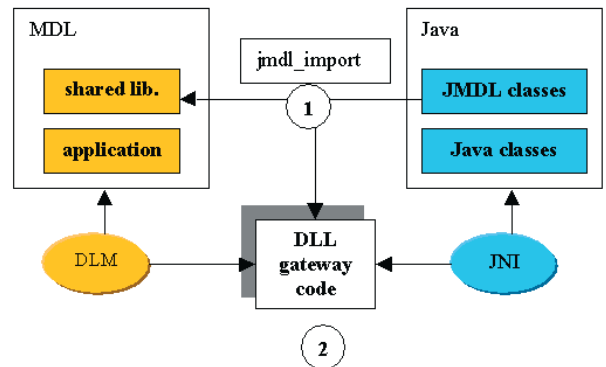 MDL
Java
jmdl_import
shared lib.
JMDL classes
1
application
Java classes
DLM
DLL
gateway
code
JNI
2